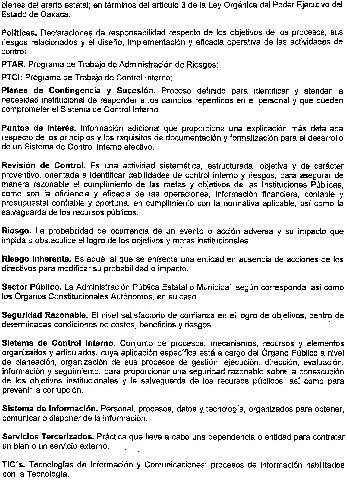 bienes del erario estatal; en términos del artículo 3 de la Ley Orgánica del Poder Ejecutivo del
Estado de Oaxaca.
Políticas. Declaraciones de responsabilidad respecto de los objetivos de los procesos, sus
riesgos relacionados y el diseño, implementación y eficacia operativa de las actividades de
control.
PTAR. Programa de Trabajo de Administración de Riesgos;
PTCI: Programa de Trabajo de Control Interno;
Planes de Contingencia y Sucesión. Proceso definido para identificar y atender la
necesidad institucional de responder a los cambios repentinos en el personal y que pueden
comprometer el Sistema de Control Interno.
Puntos de Interés. Información adicional que proporciona una explicación más detallada
respecto de los principios y los requisitos de documentación y formalización para el desarrollo
de un Sistema de Control Interno efectivo.
Revisión de Control. Es una actividad sistemática, estructurada, objetiva y de carácter
preventivo, orientada a identificar debilidades de control interno y riesgos, para asegurar de
manera razonable el cumplimiento de las metas y objetivos de las Instituciones Públicas,
como son la eficiencia y eficacia de las operaciones, información financiera, contable y
presupuestal confiable y oportuna, en cumplimiento con la normativa aplicable, así como la
salvaguarda de los recursos públicos.
Riesgo. La probabilidad de ocurrencia de un evento o acción adversa y su impacto que
impida u obstaculice el logro de los objetivos y metas institucionales.
Riesgo Inherente. Es aquel al que se enfrenta una entidad en ausencia de acciones de los
directivos para modificar su probabilidad o impacto.
Sector Público. La Administración Pública Estatal o Municipal, según corresponda, así como
los Órganos Constitucionales Autónomos, en su caso.
Seguridad Razonable. El nivel satisfactorio de confianza en el logro de objetivos, dentro de
determinadas condiciones de costos, beneficios y riesgos.
Sistema de Control Interno. Conjunto de procesos, mecanismos, recursos y elementos
organizados y articulados, cuya aplicación específica está a cargo del Órgano Público a nivel
de planeación, organización de sus procesos de gestión, ejecución, dirección, evaluación,
información y seguimiento, para proporcionar una seguridad razonable sobre la consecución
de los objetivos institucionales y la salvaguarda de los recursos públicos, así como para
prevenir la corrupción.
Sistema de Información. Personal, procesos, datos y tecnología, organizados para obtener,
comunicar o disponer de la información.
Servicios Tercerizados. Práctica que lleva a cabo una dependencia o entidad para contratar
un bien o un servicio externo.
TIC's. Tecnologías de Información y Comunicaciones: procesos de información habilitados
con la Tecnología.